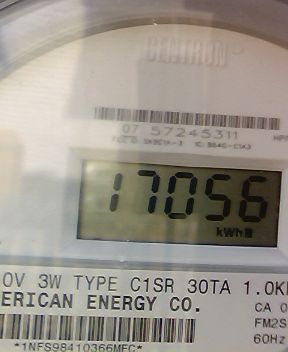 CENTRON®
07 57245311
17056
kWh
0V 3W TYPE C1SR 30TA 1.0K
ERICAN ENERGY CO.
CA 0
FM2S
60Hz
*1NFS98410366MEC*